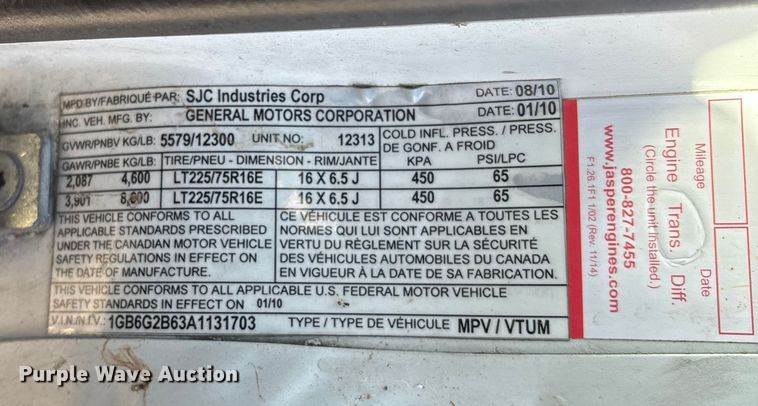 MFD BY/FABRIQUÉ PAR: SJC Industries Corp DATE: 08/10
INC. VEH. MFG. BY: GENERAL MOTORS CORPORATION DATE: 01/10
GVWR/PNBV KG/LB: 5579/12300 UNIT NO: 12313 COLD INFL. PRESS. / PRESS.
DE GONF. A FROID
GAWR/PNBE KG/LB: TIRE/PNEU - DIMENSION - RIM/JANTE KPA PSI/LPC
2,087 4,600 LT225/75R16E 16 X 6.5 J 450 65
3,901 8,600 LT225/75R16E 16 X 6.5 J 450 65
THIS VEHICLE CONFORMS TO ALL
APPLICABLE STANDARDS PRESCRIBED
UNDER THE CANADIAN MOTOR VEHICLE
SAFETY REGULATIONS IN EFFECT ON
THE DATE OF MANUFACTURE.
CE VÉHICULE CONFORME A TOUTES LES
NORMES QUI LUI SONT APPLICABLES EN
VERTU DU RÈGLEMENT SUR LA SÉCURITÉ
DES VÉHICULES AUTOMOBILES DU CANADA
EN VIGUEUR À LA DATE DE SA FABRICATION.
THIS VEHICLE CONFORMS TO ALL APPLICABLE U.S. FEDERAL MOTOR VEHICLE
SAFETY STANDARDS IN EFFECT ON 01/10
V.I.N./N.I.V.: 1GB6G2B63A1131703 TYPE / TYPE DE VÉHICULE MPV / VTUM
Mileage Date
Engine Trans. Diff.
(Circle the unit installed.)
800-827-7455
www.jasperengines.com
F1.26.1F1 1/02 (Rev. 11/14)
Purple Wave Auction